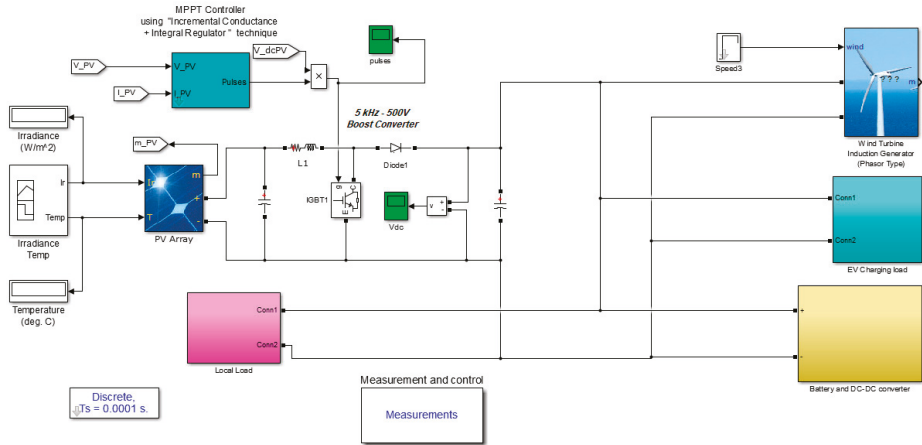 MPPT Controller
using "Incremental Conductance
+ Integral Regulator" technique
V_PV
I_PV
V_PV
I_PV
Pulses
V_dcPV
×
pulses
Speed3
wind
m
? ? ?
Wind Turbine
Induction Generator
(Phasor Type)
5 kHz - 500V
Boost Converter
Irradiance
(W/m^2)
m_PV
L1
Diode1
Ir
Temp
Irradiance
Temp
m
+
-
T
PV Array
+
+
IGBT1
g
C
E
Vdc
v
+
-
Conn1
Conn2
EV Charging load
Temperature
(deg. C)
Conn1
Conn2
Local Load
+
-
Battery and DC-DC converter
Discrete,
Ts = 0.0001 s.
Measurement and control
Measurements